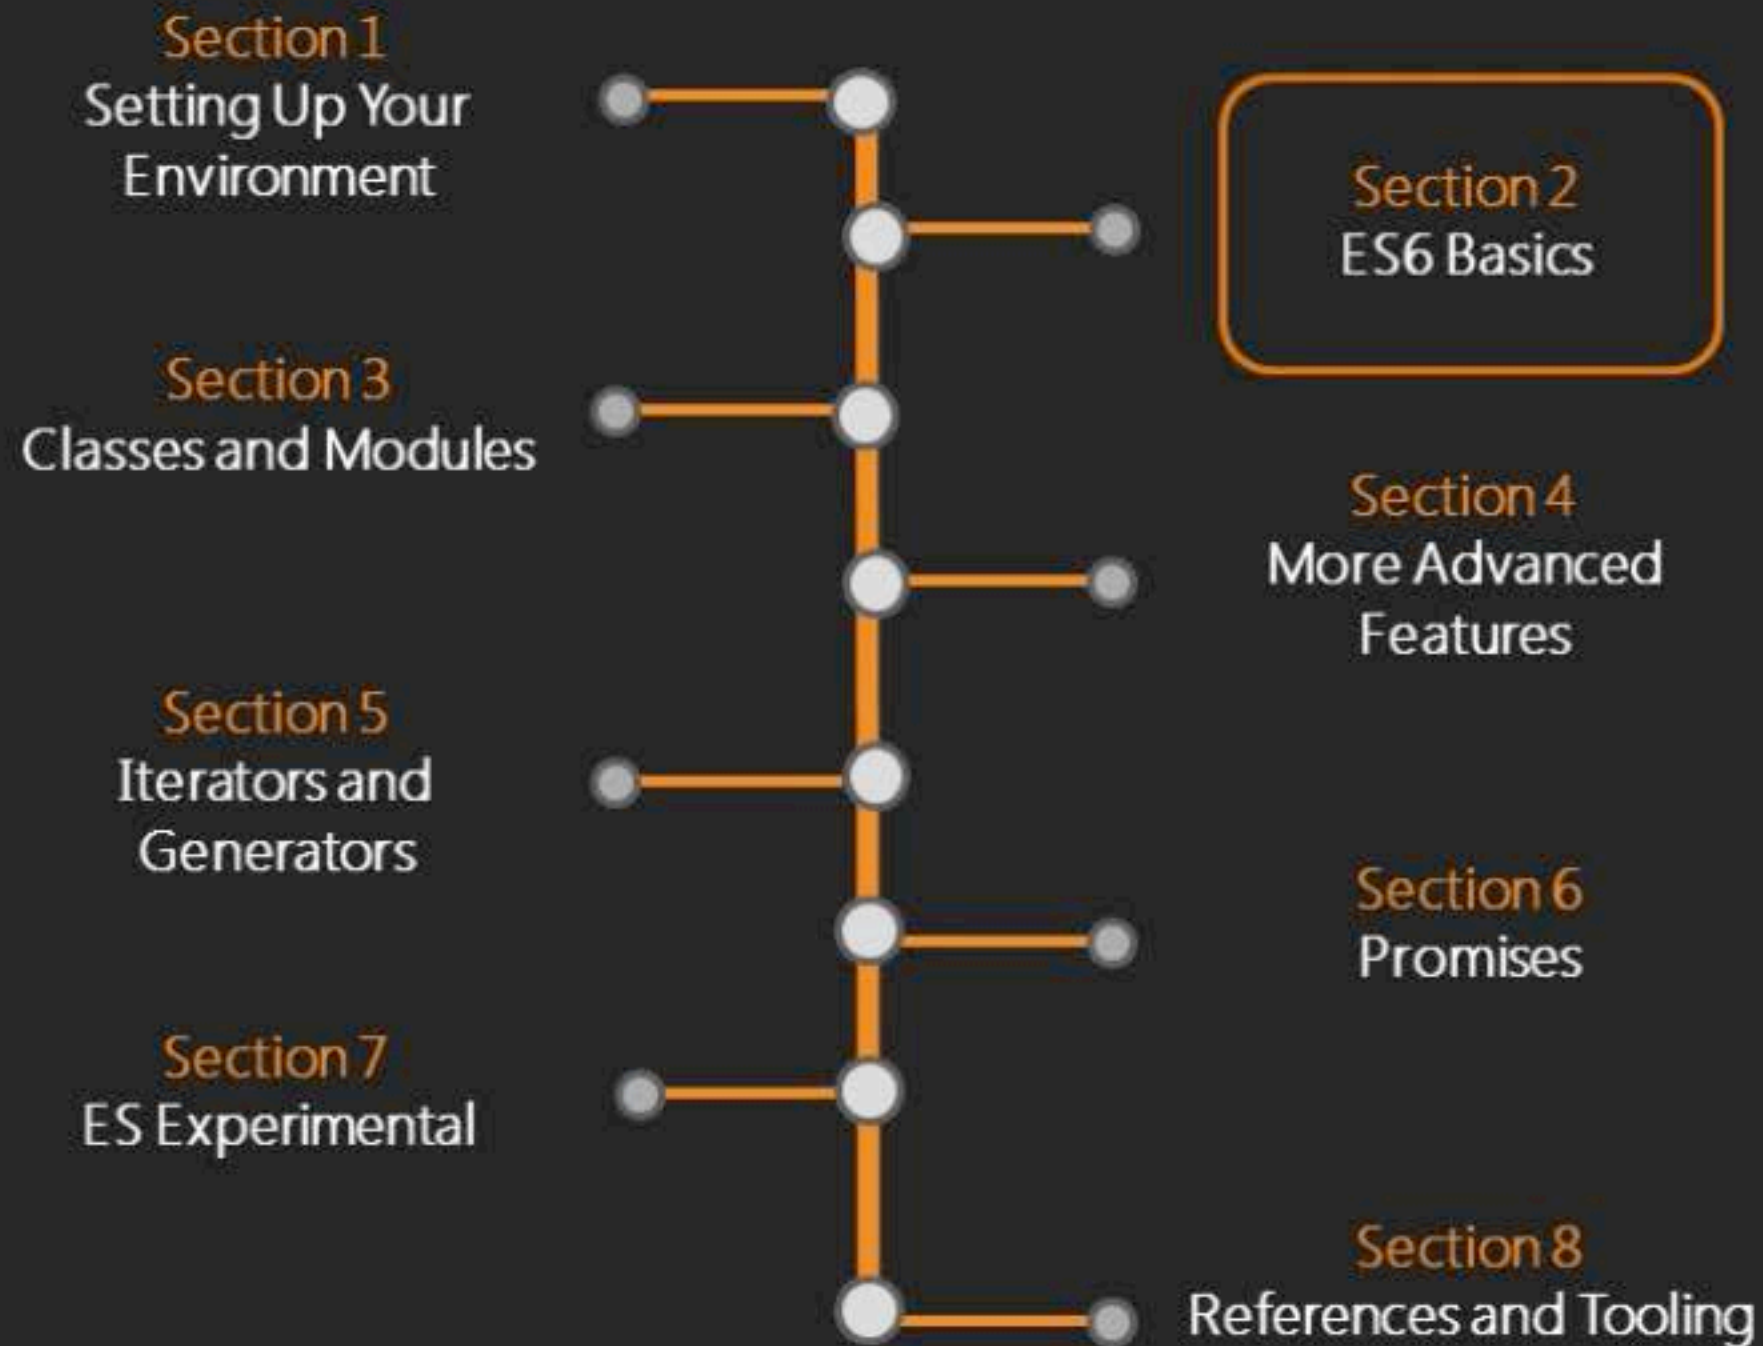 Section 1
Setting Up Your
Environment
Section 2
ES6 Basics
Section 3
Classes and Modules
Section 4
More Advanced
Features
Section 5
Iterators and
Generators
Section 6
Promises
Section 7
ES Experimental
Section 8
References and Tooling